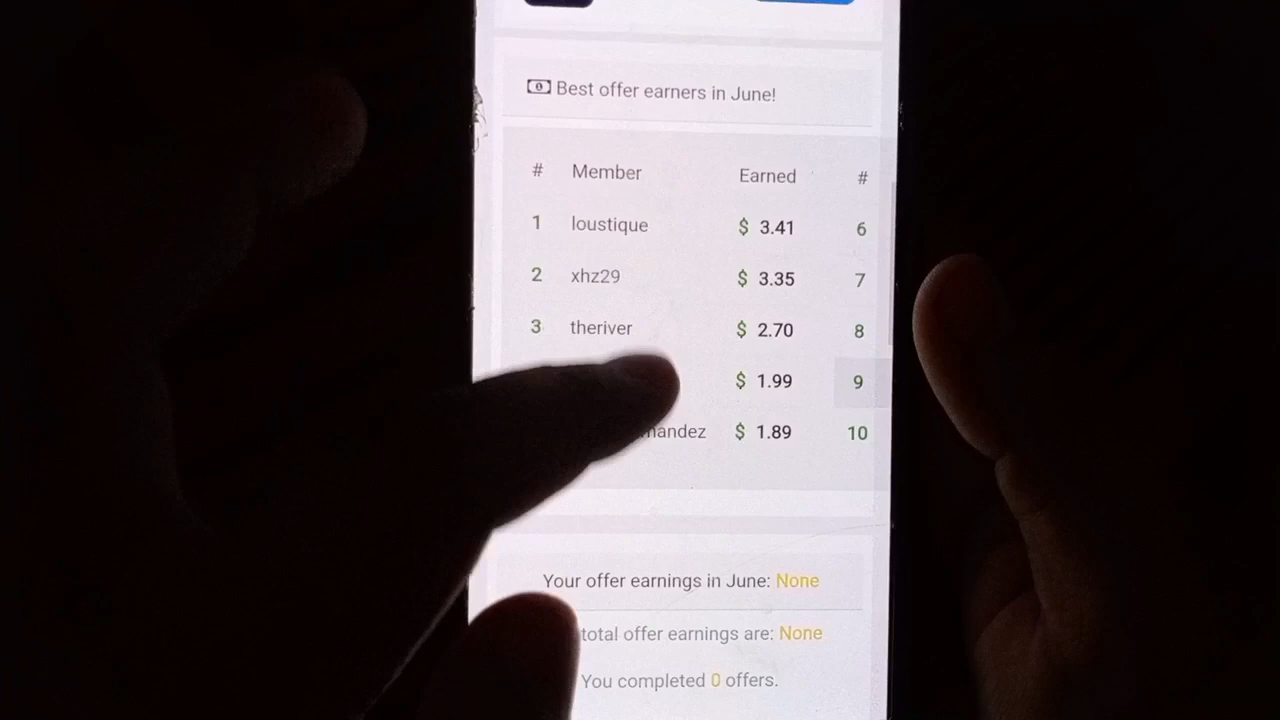 Best offer earners in June!
# Member Earned #
1 loustique $ 3.41 6
2 xhz29 $ 3.35 7
3 theriver $ 2.70 8
$ 1.99 9
$ 1.89 10
Your offer earnings in June: None
total offer earnings are: None
You completed 0 offers.